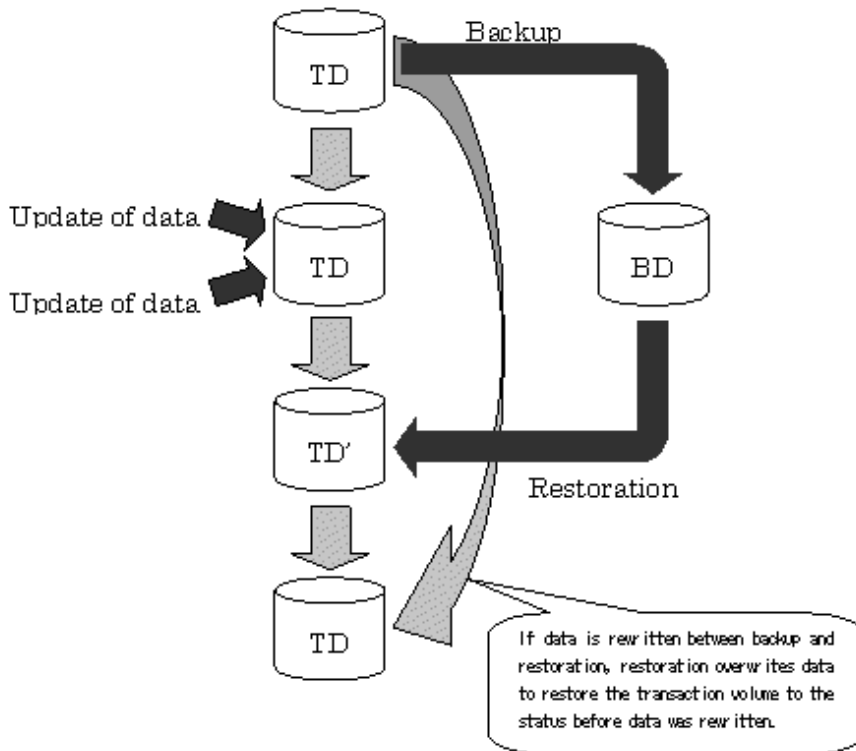 Backup
TD
Update of data
TD
BD
Update of data
TD'
Restoration
TD
If data is rewritten between backup and
restoration, restoration overwrites data
to restore the transaction volume to the
status before data was rewritten.